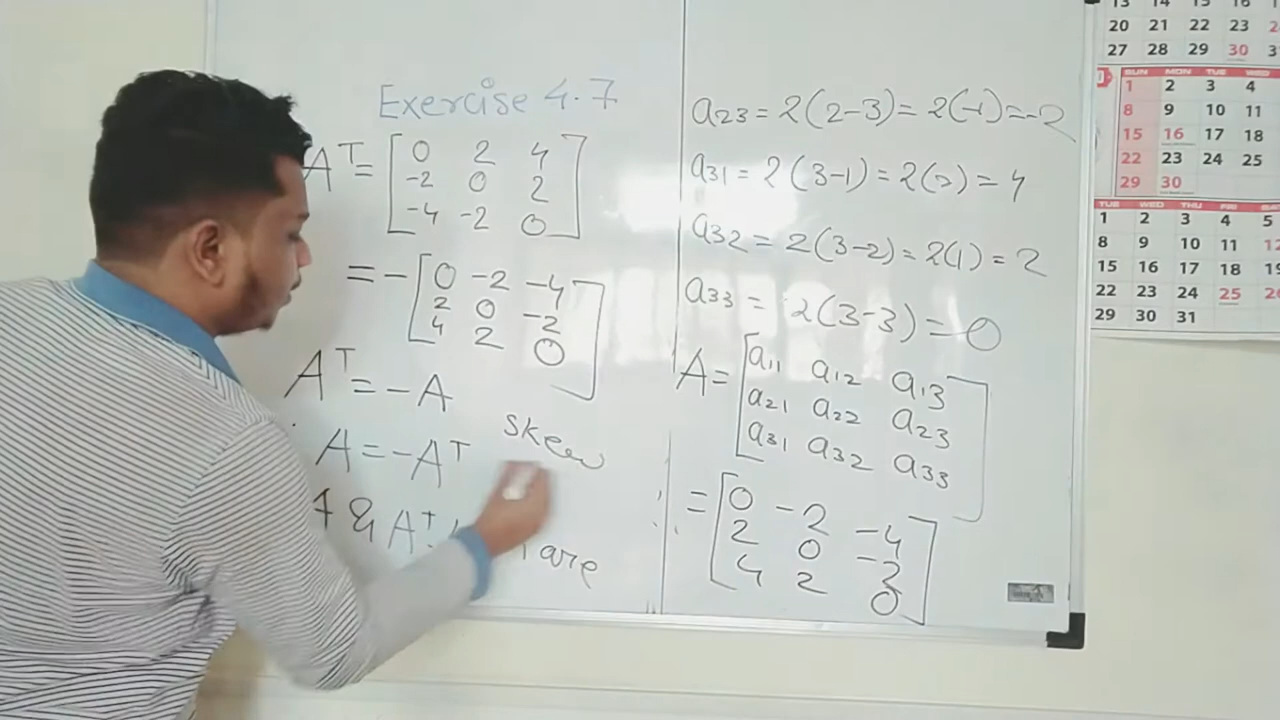 Exercise 4.7
Aᵀ = [ 0 2 4
-2 0 2
-4 -2 0 ]
= - [ 0 -2 -4
2 0 -2
4 2 0 ]
Aᵀ = -A
A = -Aᵀ
skew
& Aᵀ
are
a23 = 2(2-3) = 2(-1) = -2
a31 = 2(3-1) = 2(2) = 4
a32 = 2(3-2) = 2(1) = 2
a33 = 2(3-3) = 0
A = [ a11 a12 a13
a21 a22 a23
a31 a32 a33 ]
= [ 0 -2 -4
2 0 -2
4 2 0 ]
13 14 15 16
20 21 22 23
27 28 29 30
SUN MON TUE WED
1 2 3 4
8 9 10 11
15 16 17 18
22 23 24 25
29 30
TUE WED THU FRI SAT
1 2 3 4 5
8 9 10 11 12
15 16 17 18 19
22 23 24 25
29 30 31